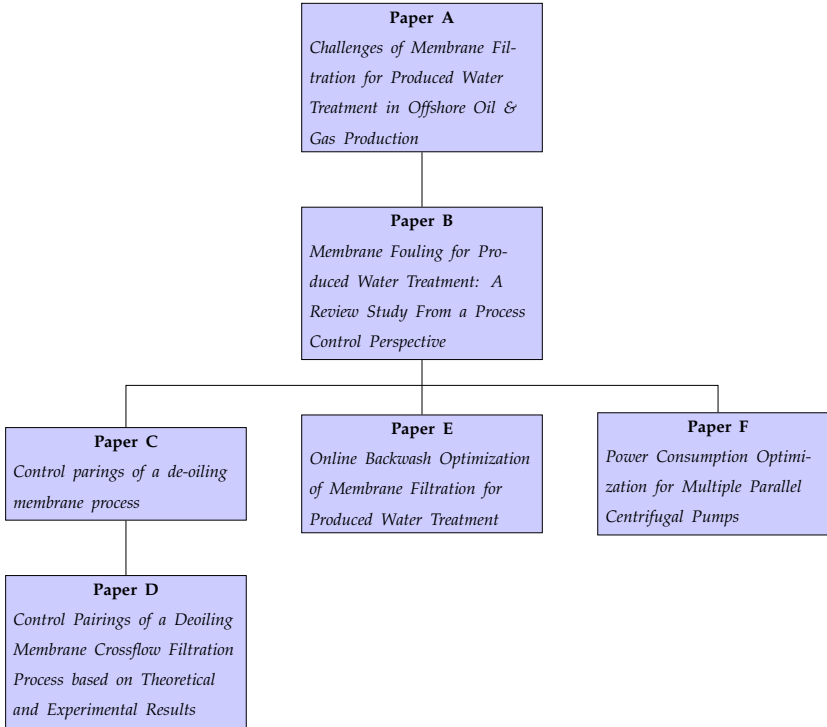 Paper A
Challenges of Membrane Fil-
tration for Produced Water
Treatment in Offshore Oil &
Gas Production
Paper B
Membrane Fouling for Pro-
duced Water Treatment: A
Review Study From a Process
Control Perspective
Paper C
Control parings of a de-oiling
membrane process
Paper E
Online Backwash Optimization
of Membrane Filtration for
Produced Water Treatment
Paper F
Power Consumption Optimi-
zation for Multiple Parallel
Centrifugal Pumps
Paper D
Control Pairings of a Deoiling
Membrane Crossflow Filtration
Process based on Theoretical
and Experimental Results